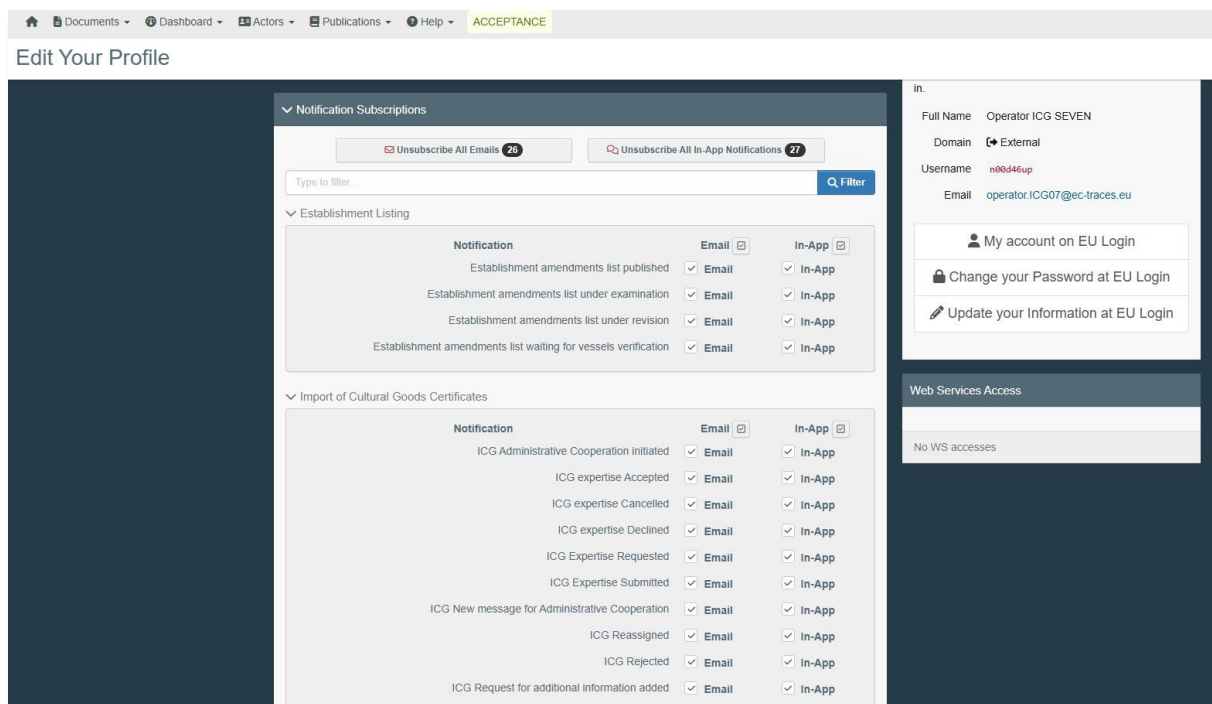 Documents Dashboard Actors Publications Help ACCEPTANCE
Edit Your Profile
Notification Subscriptions
Unsubscribe All Emails 26 Unsubscribe All In-App Notifications 27
Type to filter... Filter
Establishment Listing
Notification Email In-App
Establishment amendments list published Email In-App
Establishment amendments list under examination Email In-App
Establishment amendments list under revision Email In-App
Establishment amendments list waiting for vessels verification Email In-App
Import of Cultural Goods Certificates
Notification Email In-App
ICG Administrative Cooperation initiated Email In-App
ICG expertise Accepted Email In-App
ICG expertise Cancelled Email In-App
ICG expertise Declined Email In-App
ICG Expertise Requested Email In-App
ICG Expertise Submitted Email In-App
ICG New message for Administrative Cooperation Email In-App
ICG Reassigned Email In-App
ICG Rejected Email In-App
ICG Request for additional information added Email In-App
in.
Full Name Operator ICG SEVEN
Domain External
Username n00d46up
Email operator.ICG07@ec-traces.eu
My account on EU Login
Change your Password at EU Login
Update your Information at EU Login
Web Services Access
No WS accesses